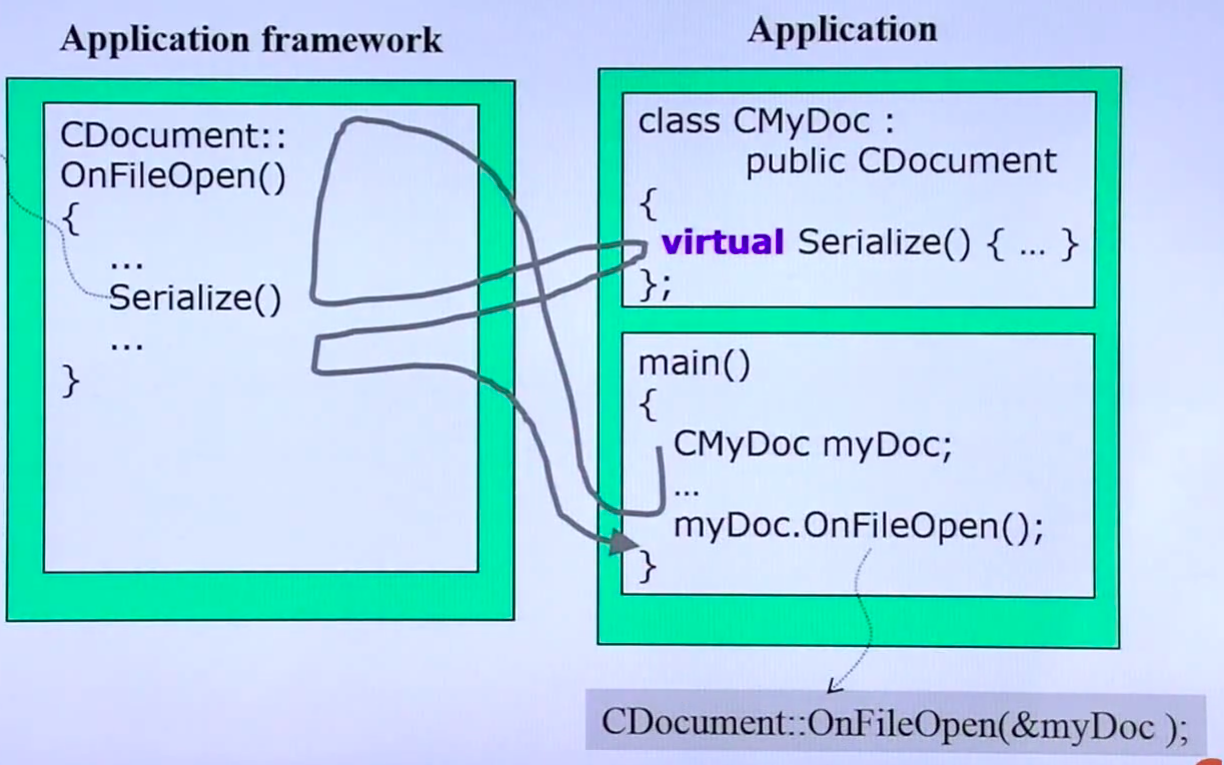 Application framework
CDocument::
OnFileOpen()
{
...
Serialize()
...
}
Application
class CMyDoc :
public CDocument
{
virtual Serialize() { ... }
};
main()
{
CMyDoc myDoc;
...
myDoc.OnFileOpen();
}
CDocument::OnFileOpen(&myDoc );